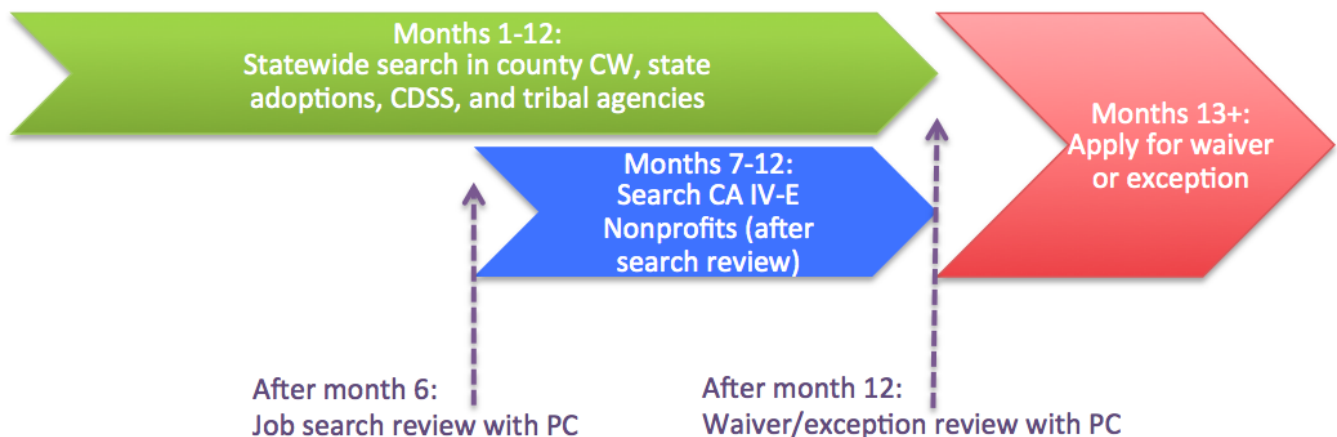 Months 1-12:
Statewide search in county CW, state
adoptions, CDSS, and tribal agencies
Months 7-12:
Search CA IV-E
Nonprofits (after
search review)
Months 13+:
Apply for waiver
or exception
After month 6:
Job search review with PC
After month 12:
Waiver/exception review with PC